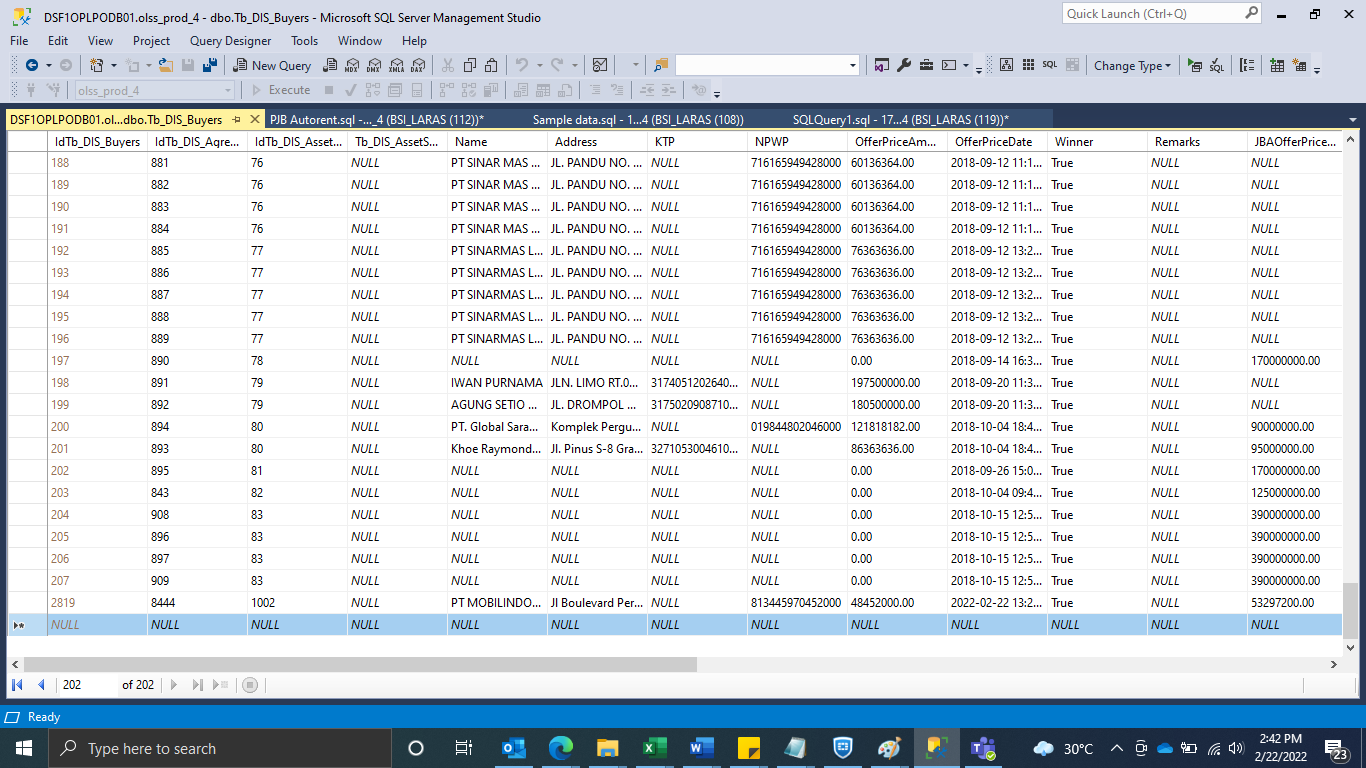 DSF1OPLPODB01.olss_prod_4 - dbo.Tb_DIS_Buyers - Microsoft SQL Server Management Studio
Quick Launch (Ctrl+Q)
File Edit View Project Query Designer Tools Window Help
New Query MDX DMX XMLA DAX SQL Change Type
olss_prod_4 Execute
DSF1OPLPODB01.ol...dbo.Tb_DIS_Buyers PJB Autorent.sql -..._4 (BSI_LARAS (112))* Sample data.sql - 1...4 (BSI_LARAS (108)) SQLQuery1.sql - 17...4 (BSI_LARAS (119))*
IdTb_DIS_Buyers IdTb_DIS_Agre... IdTb_DIS_Asset... Tb_DIS_AssetS... Name Address KTP NPWP OfferPriceAm... OfferPriceDate Winner Remarks JBAOfferPrice...
188 881 76 NULL PT SINAR MAS ... JL. PANDU NO. ... NULL 716165949428000 60136364.00 2018-09-12 11:1... True NULL NULL
189 882 76 NULL PT SINAR MAS ... JL. PANDU NO. ... NULL 716165949428000 60136364.00 2018-09-12 11:1... True NULL NULL
190 883 76 NULL PT SINAR MAS ... JL. PANDU NO. ... NULL 716165949428000 60136364.00 2018-09-12 11:1... True NULL NULL
191 884 76 NULL PT SINAR MAS ... JL. PANDU NO. ... NULL 716165949428000 60136364.00 2018-09-12 11:1... True NULL NULL
192 885 77 NULL PT SINARMAS L... JL. PANDU NO. ... NULL 716165949428000 76363636.00 2018-09-12 13:2... True NULL NULL
193 886 77 NULL PT SINARMAS L... JL. PANDU NO. ... NULL 716165949428000 76363636.00 2018-09-12 13:2... True NULL NULL
194 887 77 NULL PT SINARMAS L... JL. PANDU NO. ... NULL 716165949428000 76363636.00 2018-09-12 13:2... True NULL NULL
195 888 77 NULL PT SINARMAS L... JL. PANDU NO. ... NULL 716165949428000 76363636.00 2018-09-12 13:2... True NULL NULL
196 889 77 NULL PT SINARMAS L... JL. PANDU NO. ... NULL 716165949428000 76363636.00 2018-09-12 13:2... True NULL NULL
197 890 78 NULL NULL NULL NULL NULL 0.00 2018-09-14 16:3... True NULL 170000000.00
198 891 79 NULL IWAN PURNAMA JLN. LIMO RT.0... 3174051202640... NULL 197500000.00 2018-09-20 11:3... True NULL NULL
199 892 79 NULL AGUNG SETIO ... JL. DROMPOL ... 3175020908710... NULL 180500000.00 2018-09-20 11:3... True NULL NULL
200 894 80 NULL PT. Global Sara... Komplek Pergu... NULL 019844802046000 121818182.00 2018-10-04 18:4... True NULL 90000000.00
201 893 80 NULL Khoe Raymond... Jl. Pinus S-8 Gra... 3271053004610... NULL 86363636.00 2018-10-04 18:4... True NULL 95000000.00
202 895 81 NULL NULL NULL NULL NULL 0.00 2018-09-26 15:0... True NULL 170000000.00
203 843 82 NULL NULL NULL NULL NULL 0.00 2018-10-04 09:4... True NULL 125000000.00
204 908 83 NULL NULL NULL NULL NULL 0.00 2018-10-15 12:5... True NULL 390000000.00
205 896 83 NULL NULL NULL NULL NULL 0.00 2018-10-15 12:5... True NULL 390000000.00
206 897 83 NULL NULL NULL NULL NULL 0.00 2018-10-15 12:5... True NULL 390000000.00
207 909 83 NULL NULL NULL NULL NULL 0.00 2018-10-15 12:5... True NULL 390000000.00
2819 8444 1002 NULL PT MOBILINDO... Jl Boulevard Per... NULL 813445970452000 48452000.00 2022-02-22 13:2... True NULL 53297200.00
NULL NULL NULL NULL NULL NULL NULL NULL NULL NULL NULL NULL NULL
202 of 202
Ready
Type here to search 30°C 2:42 PM
2/22/2022 23